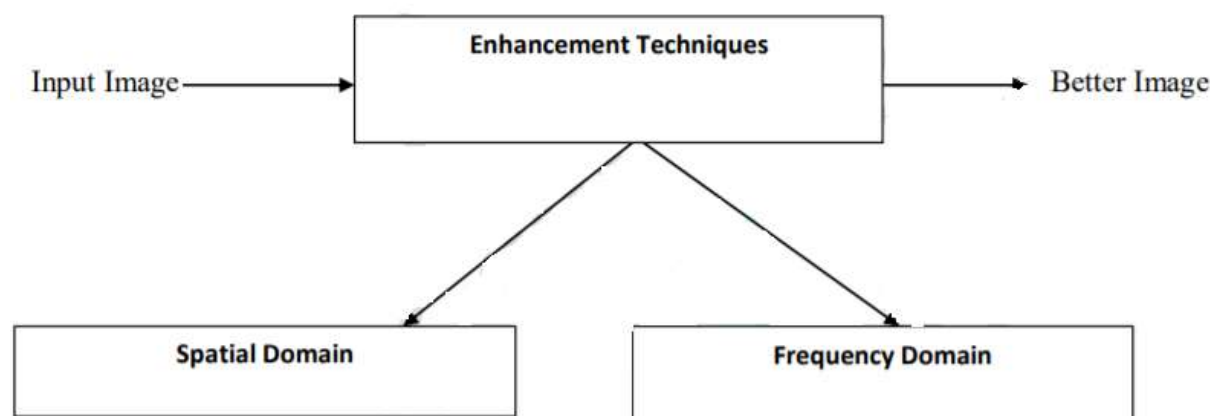 Enhancement Techniques
Input Image
Better Image
Spatial Domain
Frequency Domain